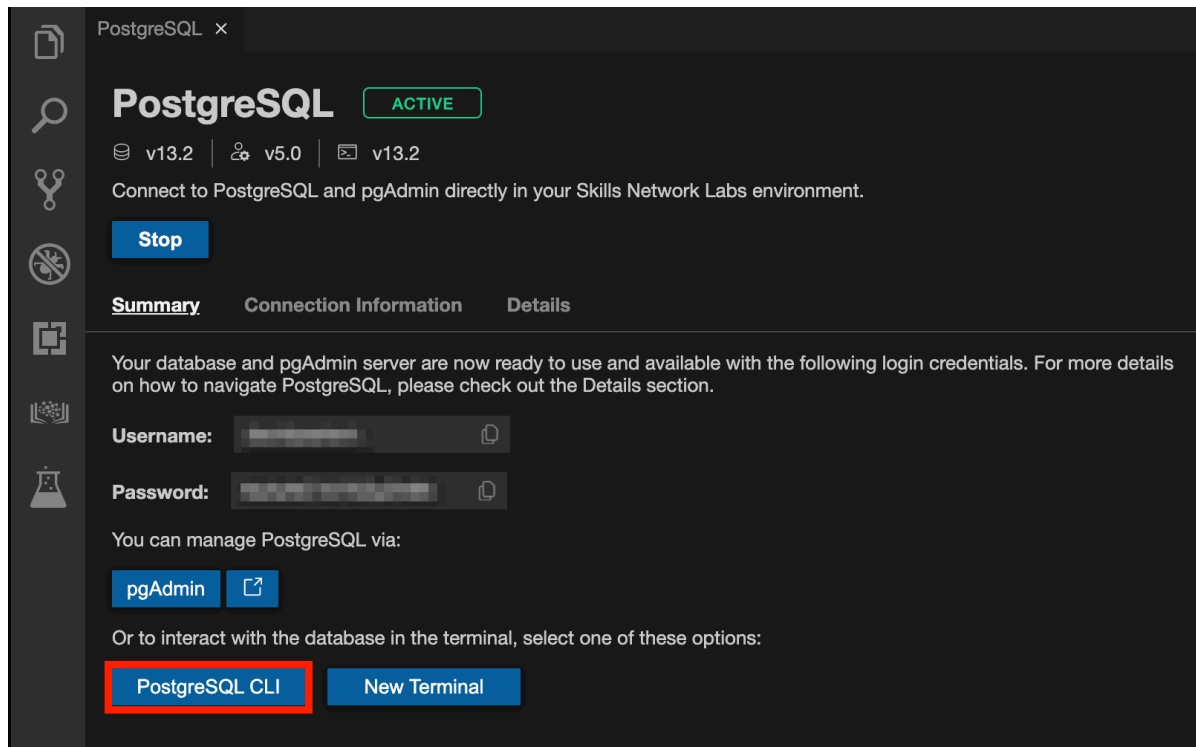 PostgreSQL ×
PostgreSQL ACTIVE
v13.2 v5.0 v13.2
Connect to PostgreSQL and pgAdmin directly in your Skills Network Labs environment.
Stop
Summary Connection Information Details
Your database and pgAdmin server are now ready to use and available with the following login credentials. For more details
on how to navigate PostgreSQL, please check out the Details section.
Username:
Password:
You can manage PostgreSQL via:
pgAdmin
Or to interact with the database in the terminal, select one of these options:
PostgreSQL CLI New Terminal